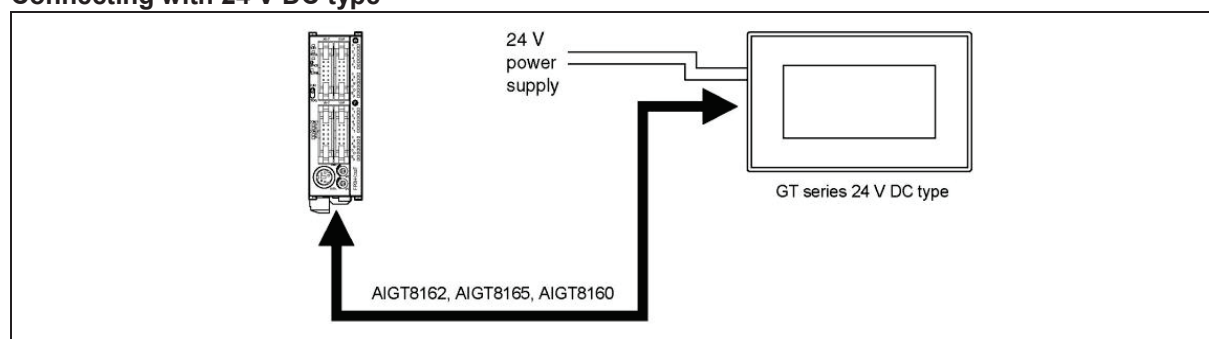 Connecting with 24 V DC type
24 V
power
supply
GT series 24 V DC type
AIGT8162, AIGT8165, AIGT8160